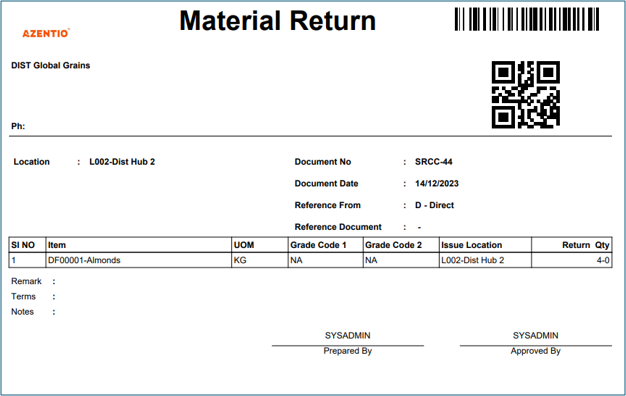 Material Return
AZENTIO
DIST Global Grains
Ph:
Location : L002-Dist Hub 2
Document No : SRCC-44
Document Date : 14/12/2023
Reference From : D - Direct
Reference Document : -
SI NO Item UOM Grade Code 1 Grade Code 2 Issue Location Return Qty
1 DF00001-Almonds KG NA NA L002-Dist Hub 2 4-0
Remark :
Terms :
Notes :
SYSADMIN SYSADMIN
Prepared By Approved By